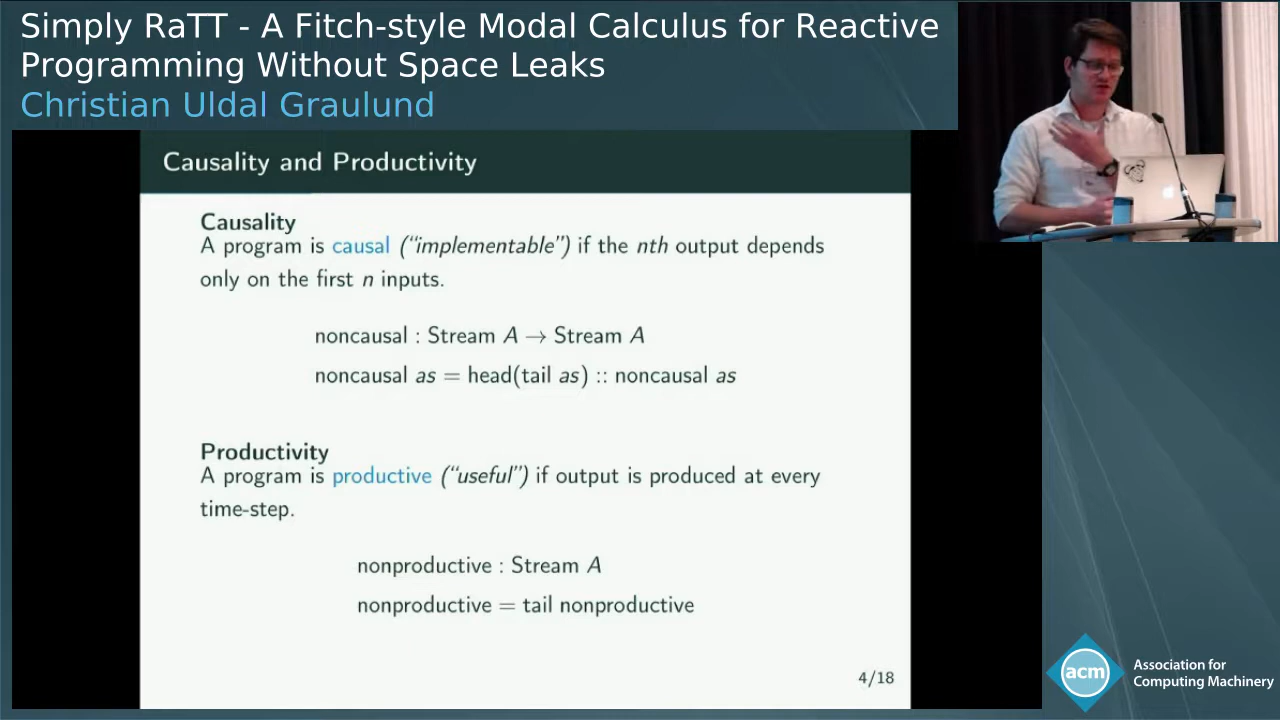 Simply RaTT - A Fitch-style Modal Calculus for Reactive
Programming Without Space Leaks
Christian Uldal Graulund
Causality and Productivity
Causality
A program is causal (“implementable”) if the nth output depends
only on the first n inputs.
noncausal : Stream A → Stream A
noncausal as = head(tail as) :: noncausal as
Productivity
A program is productive (“useful”) if output is produced at every
time-step.
nonproductive : Stream A
nonproductive = tail nonproductive
4/18
acm
Association for
Computing Machinery